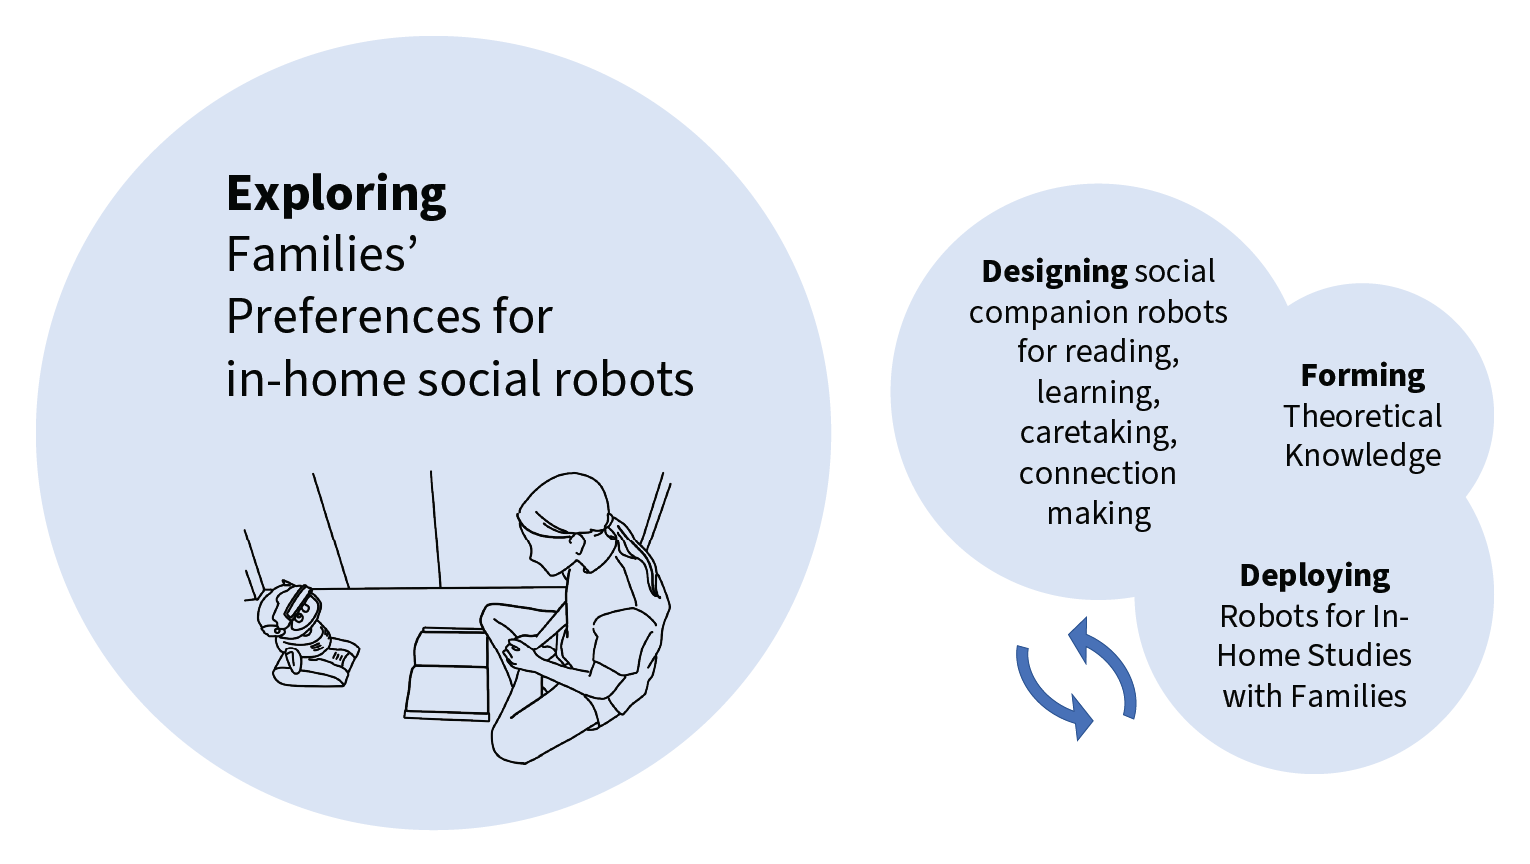 Exploring
Families’
Preferences for
in-home social robots
Designing social
companion robots
for reading,
learning,
caretaking,
connection
making
Forming
Theoretical
Knowledge
Deploying
Robots for In-
Home Studies
with Families